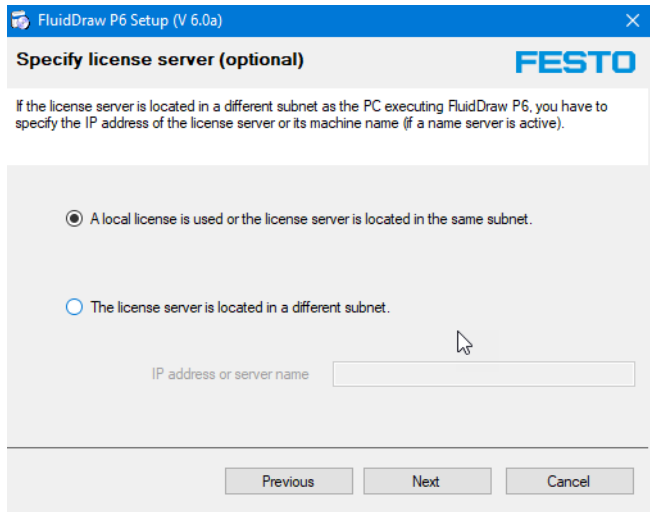 FluidDraw P6 Setup (V 6.0a)
Specify license server (optional)
FESTO
If the license server is located in a different subnet as the PC executing FluidDraw P6, you have to
specify the IP address of the license server or its machine name (if a name server is active).
A local license is used or the license server is located in the same subnet.
The license server is located in a different subnet.
IP address or server name
Previous
Next
Cancel